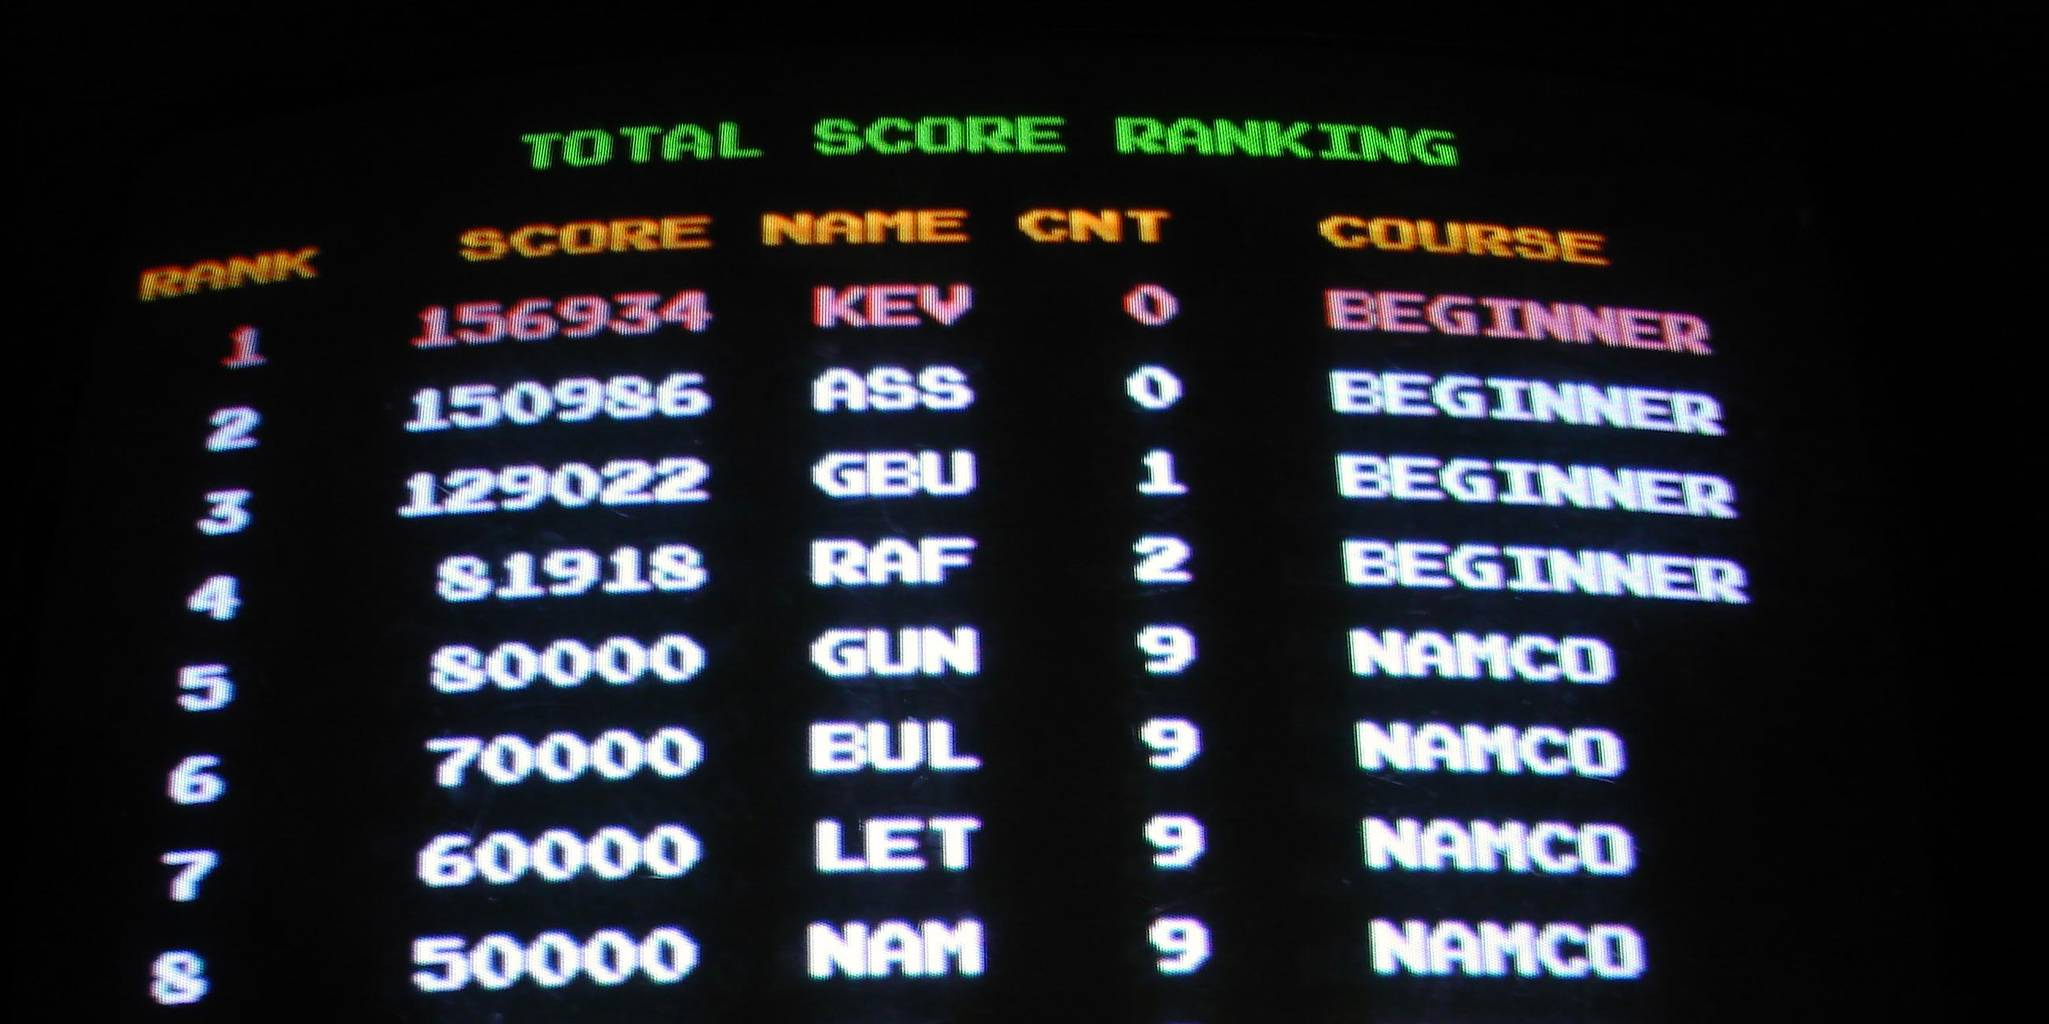 TOTAL SCORE RANKING
RANK SCORE NAME CNT COURSE
1 156934 KEV 0 BEGINNER
2 150986 ASS 0 BEGINNER
3 129022 GBU 1 BEGINNER
4 81918 RAF 2 BEGINNER
5 80000 GUN 9 NAMCO
6 70000 BUL 9 NAMCO
7 60000 LET 9 NAMCO
8 50000 NAM 9 NAMCO